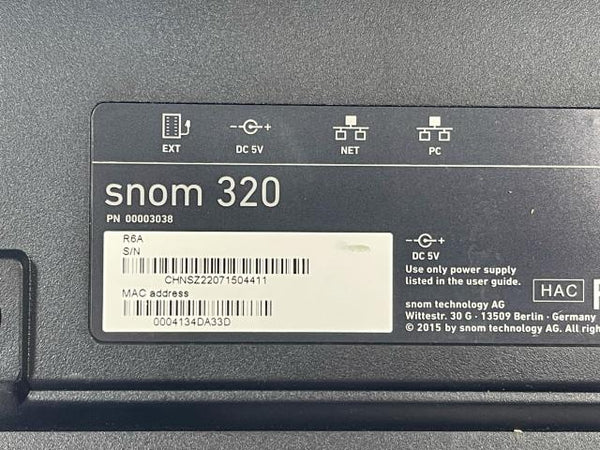 EXT DC 5V NET PC
snom 320
PN 00003038
R6A
S/N
CHNSZ22071504411
MAC address
0004134DA33D
DC 5V
Use only power supply
listed in the user guide.
HAC
snom technology AG
Wittestr. 30 G · 13509 Berlin · Germany
© 2015 by snom technology AG. All